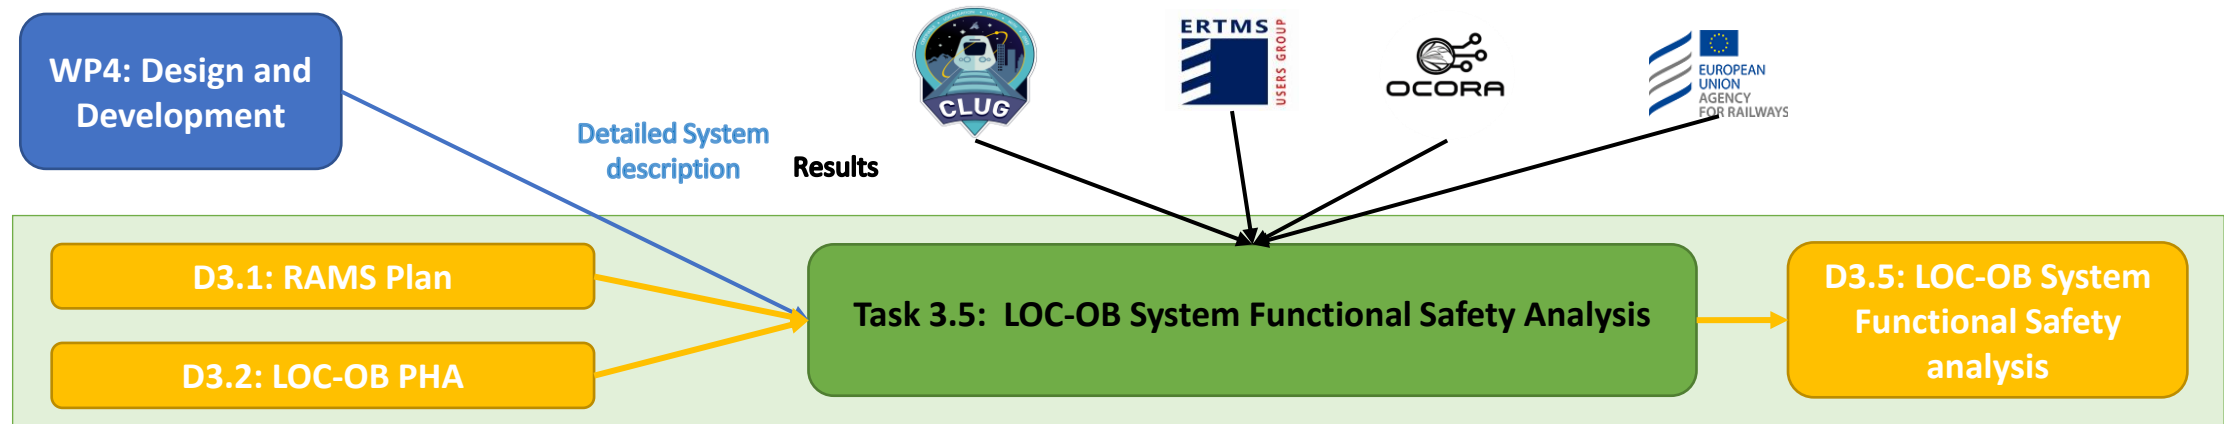 WP4: Design and
Development
Detailed System
description
Results
CLUG
ERTMS
USERS GROUP
OCORA
EUROPEAN
UNION
AGENCY
FOR RAILWAYS
D3.1: RAMS Plan
D3.2: LOC-OB PHA
Task 3.5: LOC-OB System Functional Safety Analysis
D3.5: LOC-OB System
Functional Safety
analysis